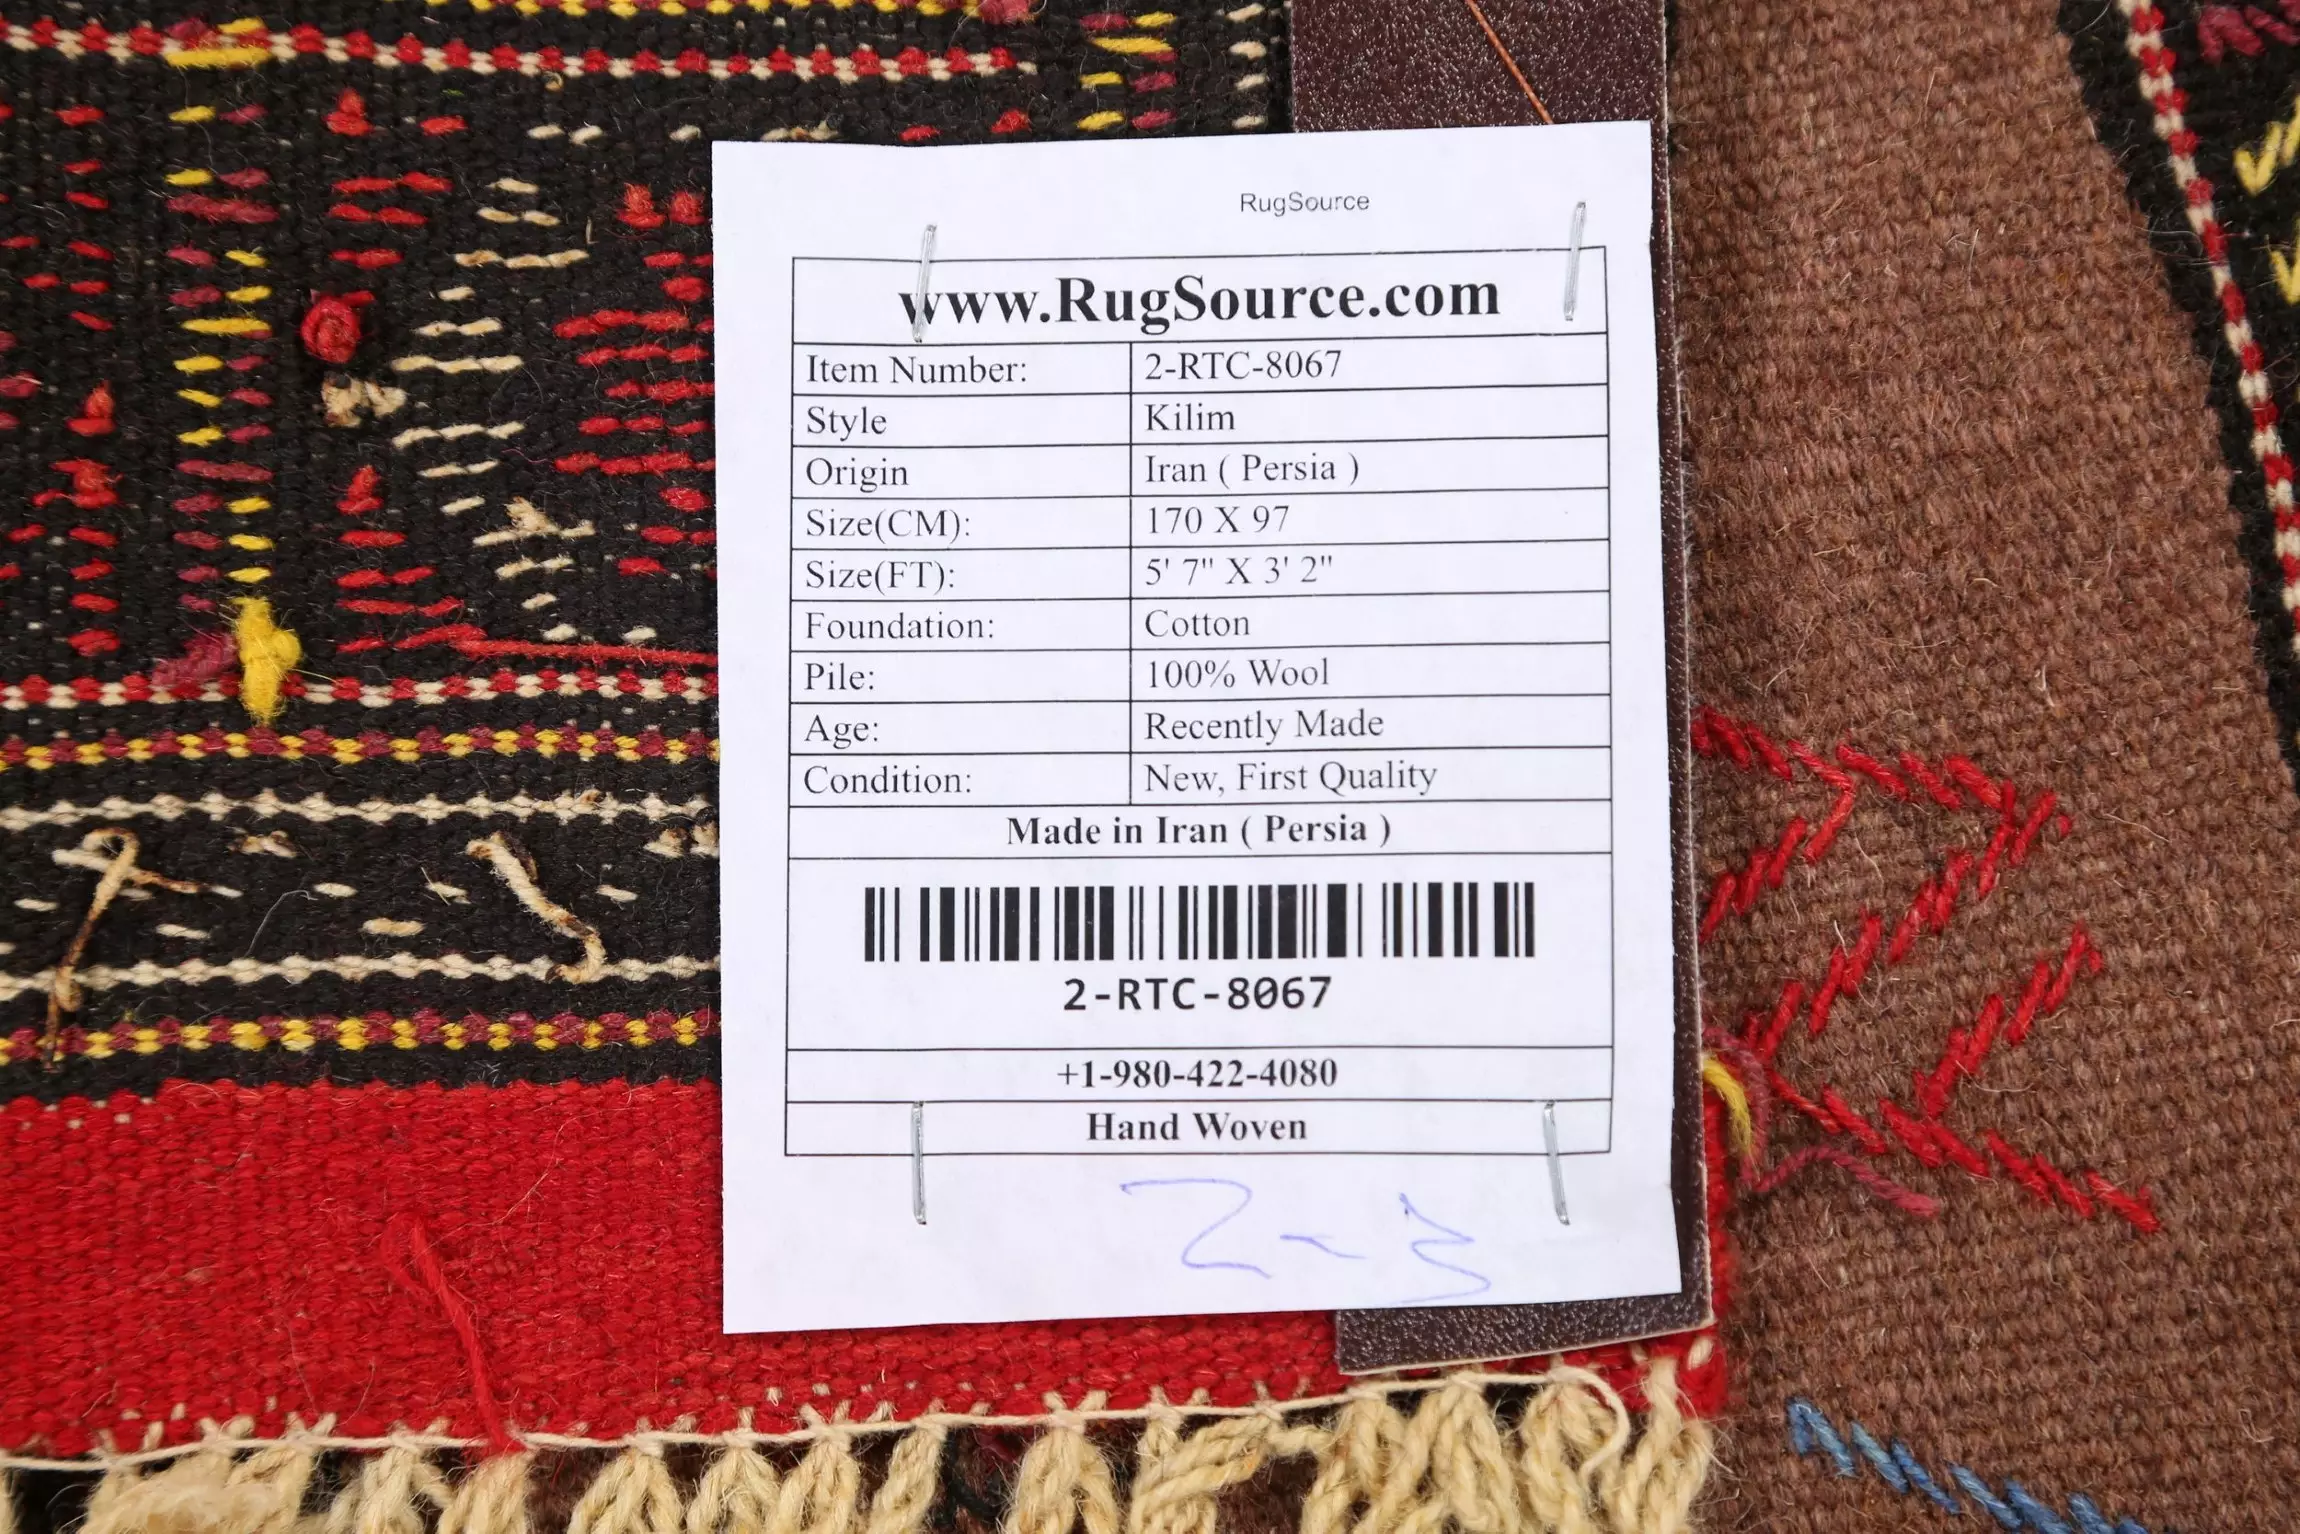 RugSource
www.RugSource.com
Item Number: 2-RTC-8067
Style Kilim
Origin Iran ( Persia )
Size(CM): 170 X 97
Size(FT): 5' 7" X 3' 2"
Foundation: Cotton
Pile: 100% Wool
Age: Recently Made
Condition: New, First Quality
Made in Iran ( Persia )
2-RTC-8067
+1-980-422-4080
Hand Woven
2-3